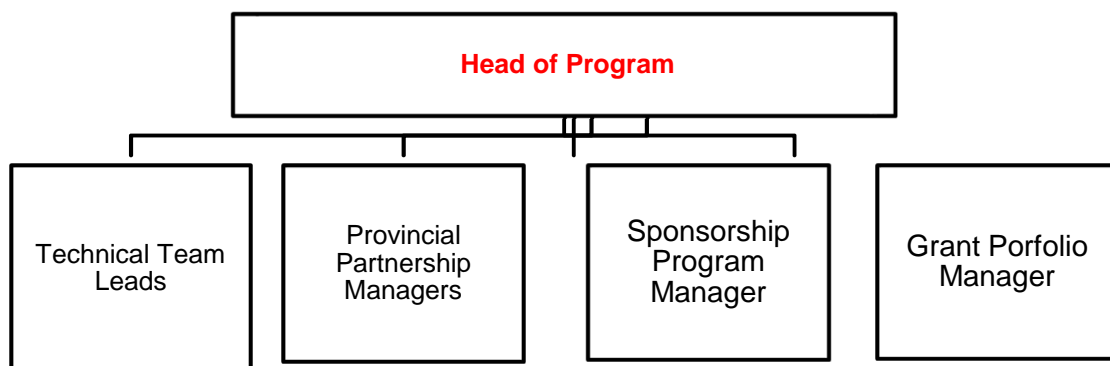 Head of Program
Technical Team
Leads
Provincial
Partnership
Managers
Sponsorship
Program
Manager
Grant Porfolio
Manager